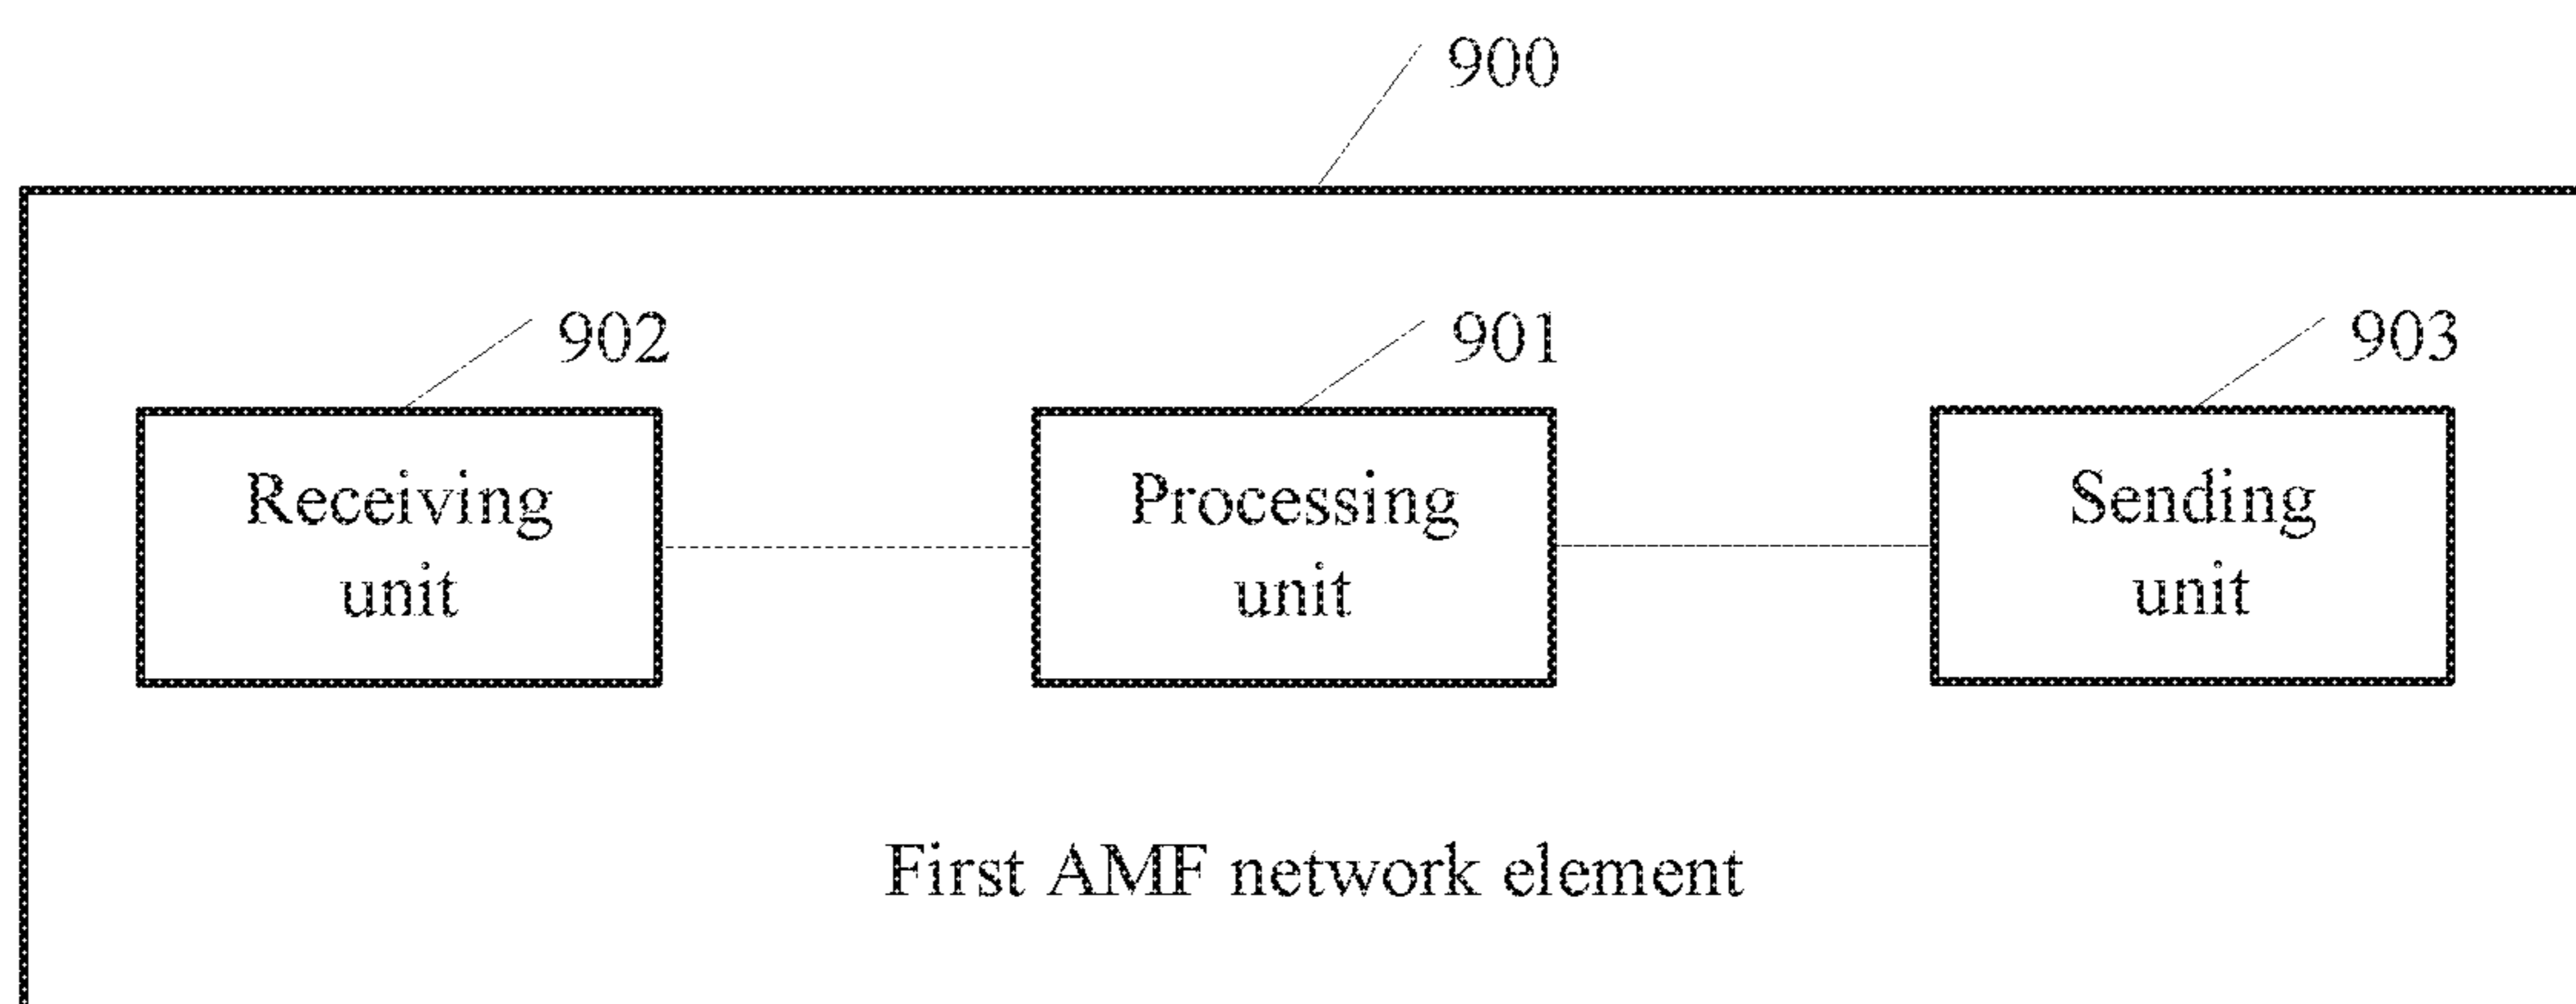 900
902
901
903
Receiving
unit
Processing
unit
Sending
unit
First AMF network element